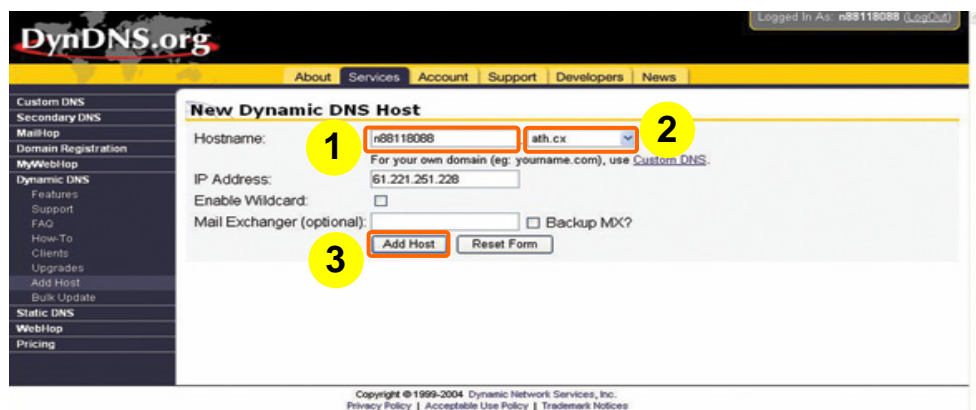 Logged In As: n88118088 (LogOut)
DynDNS.org
About Services Account Support Developers News
Custom DNS
Secondary DNS
MailHop
Domain Registration
MyWebHop
Dynamic DNS
Features
Support
FAQ
How-To
Clients
Upgrades
Add Host
Bulk Update
Static DNS
WebHop
Pricing
New Dynamic DNS Host
Hostname: 1 n88118088 . ath.cx 2
For your own domain (eg: yourname.com), use Custom DNS.
IP Address: 61.221.251.228
Enable Wildcard:
Mail Exchanger (optional): Backup MX?
3 Add Host Reset Form
Copyright © 1999-2004 Dynamic Network Services, Inc.
Privacy Policy | Acceptable Use Policy | Trademark Notices